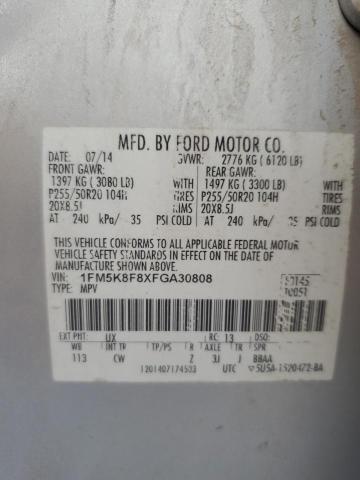 MFD. BY FORD MOTOR CO.
DATE: 07/14 GVWR: 2776 KG ( 6120 LB)
FRONT GAWR: REAR GAWR:
1397 KG ( 3080 LB) WITH 1497 KG ( 3300 LB) WITH
P255/50R20 104H TIRES P255/50R20 104H TIRES
20X8.5J RIMS 20X8.5J RIMS
AT 240 kPa/ 35 PSI COLD AT 240 kPa/ 35 PSI COLD
THIS VEHICLE CONFORMS TO ALL APPLICABLE FEDERAL MOTOR
VEHICLE SAFETY STANDARDS IN EFFECT ON THE DATE OF
VIN: 1FM5K8F8XFGA30808
TYPE: MPV
EXT PNT: UX RC: 13 DSO:
WB INT TR TP/PS R AXLE TR SPR
113 CW Z 3J J BBAA
1201407174503 UTC